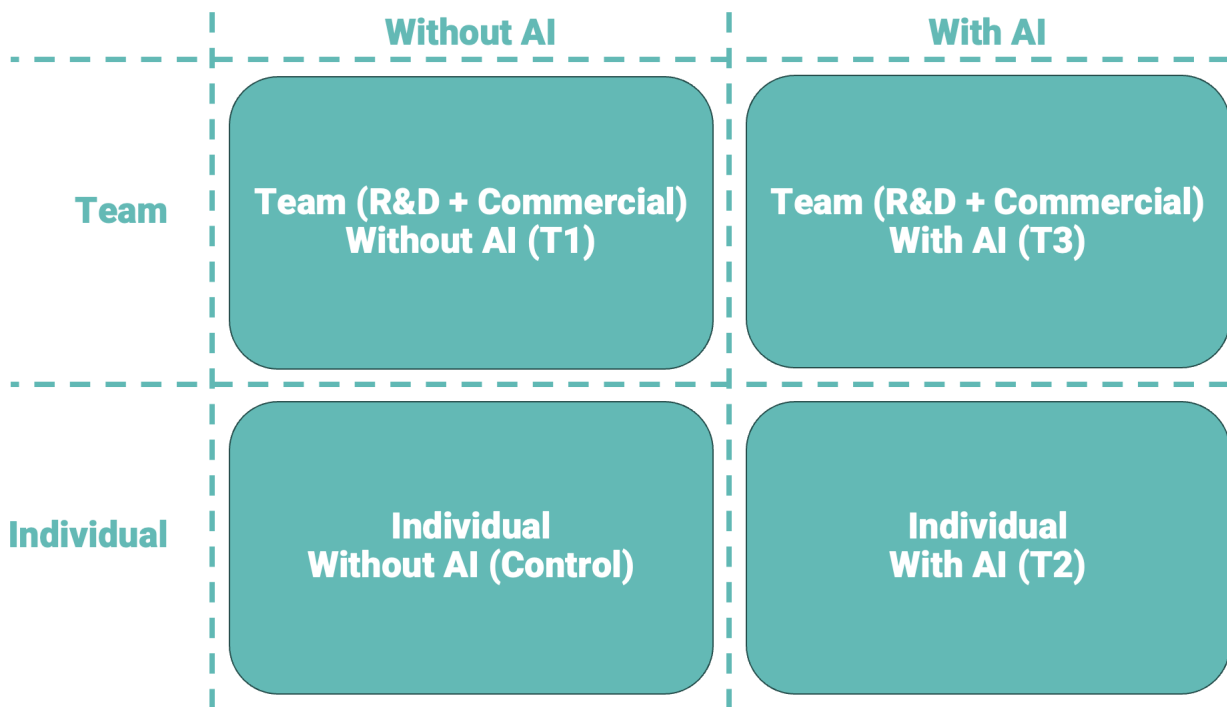 Without AI
With AI
Team
Team (R&D + Commercial)
Without AI (T1)
Team (R&D + Commercial)
With AI (T3)
Individual
Individual
Without AI (Control)
Individual
With AI (T2)